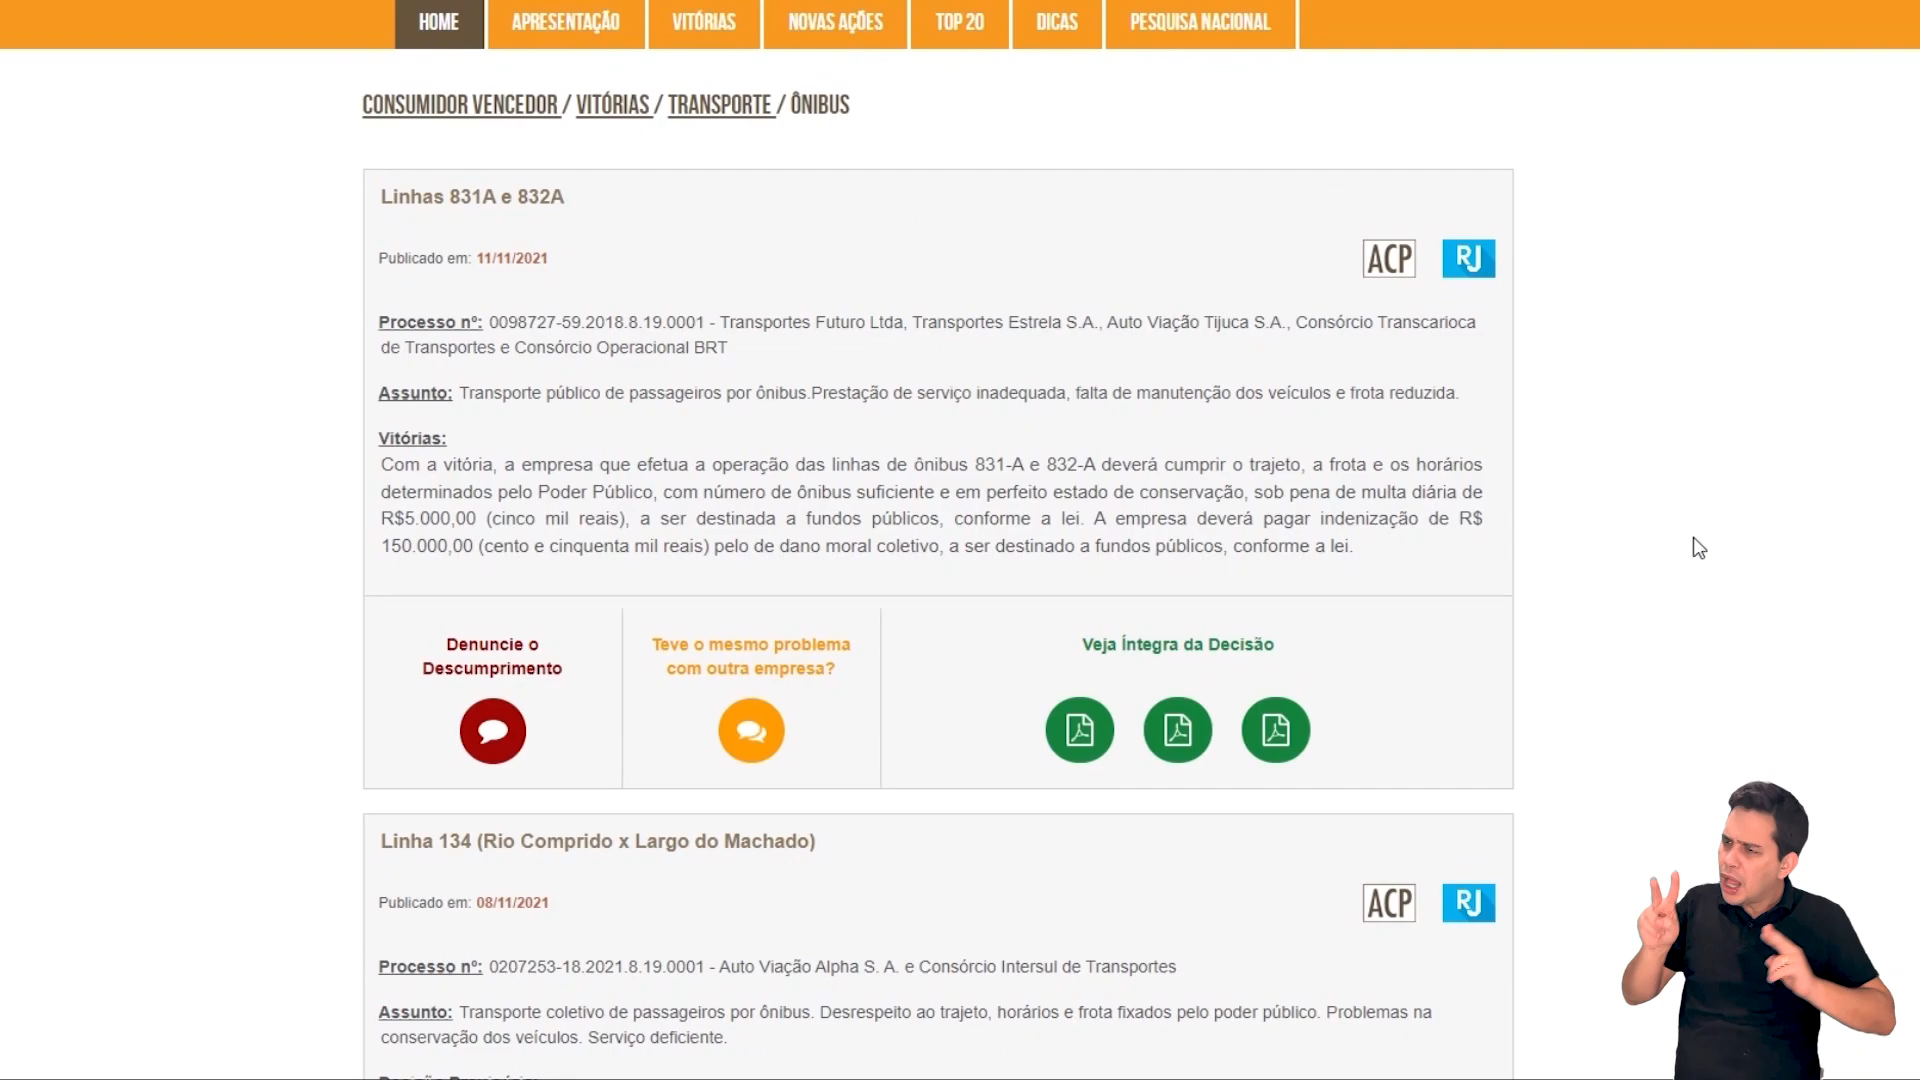 HOME APRESENTAÇÃO VITÓRIAS NOVAS AÇÕES TOP 20 DICAS PESQUISA NACIONAL
CONSUMIDOR VENCEDOR / VITÓRIAS / TRANSPORTE / ÔNIBUS
Linhas 831A e 832A
Publicado em: 11/11/2021
ACP RJ
Processo nº: 0098727-59.2018.8.19.0001 - Transportes Futuro Ltda, Transportes Estrela S.A., Auto Viação Tijuca S.A., Consórcio Transcarioca
de Transportes e Consórcio Operacional BRT
Assunto: Transporte público de passageiros por ônibus.Prestação de serviço inadequada, falta de manutenção dos veículos e frota reduzida.
Vitórias:
Com a vitória, a empresa que efetua a operação das linhas de ônibus 831-A e 832-A deverá cumprir o trajeto, a frota e os horários
determinados pelo Poder Público, com número de ônibus suficiente e em perfeito estado de conservação, sob pena de multa diária de
R$5.000,00 (cinco mil reais), a ser destinada a fundos públicos, conforme a lei. A empresa deverá pagar indenização de R$
150.000,00 (cento e cinquenta mil reais) pelo de dano moral coletivo, a ser destinado a fundos públicos, conforme a lei.
Denuncie o
Descumprimento
Teve o mesmo problema
com outra empresa?
Veja Íntegra da Decisão
Linha 134 (Rio Comprido x Largo do Machado)
Publicado em: 08/11/2021
ACP RJ
Processo nº: 0207253-18.2021.8.19.0001 - Auto Viação Alpha S. A. e Consórcio Intersul de Transportes
Assunto: Transporte coletivo de passageiros por ônibus. Desrespeito ao trajeto, horários e frota fixados pelo poder público. Problemas na
conservação dos veículos. Serviço deficiente.